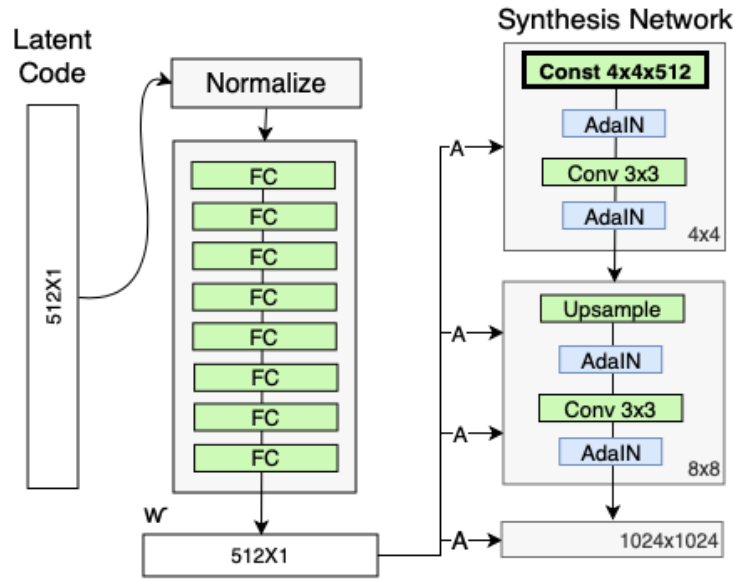 Latent
Code
512X1
Normalize
FC
FC
FC
FC
FC
FC
FC
FC
w
512X1
A
A
A
A
Synthesis Network
Const 4x4x512
AdaIN
Conv 3x3
AdaIN
4x4
Upsample
AdaIN
Conv 3x3
AdaIN
8x8
1024x1024